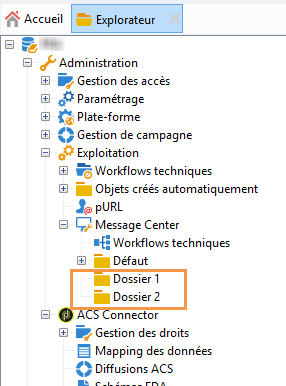 Accueil
Explorateur
Administration
Gestion des accès
Paramétrage
Plate-forme
Gestion de campagne
Exploitation
Workflows techniques
Objets créés automatiquement
pURL
Message Center
Workflows techniques
Défaut
Dossier 1
Dossier 2
ACS Connector
Gestion des droits
Mapping des données
Diffusions ACS